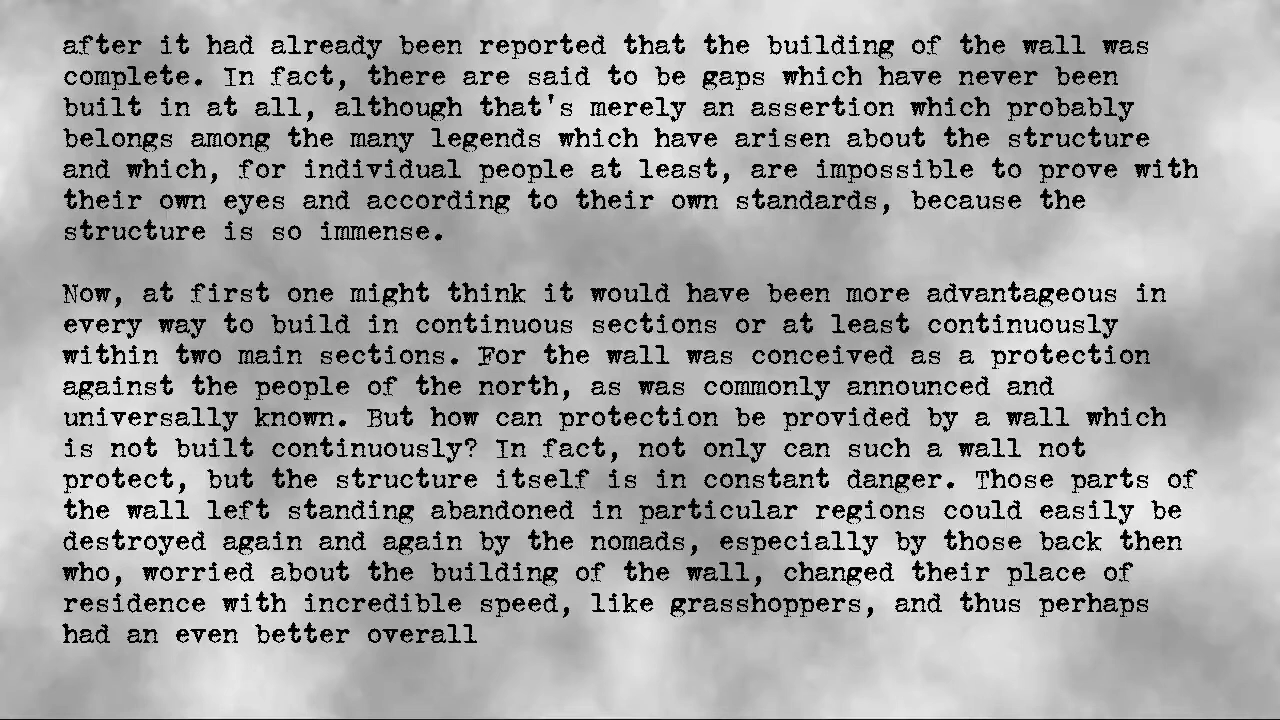 after it had already been reported that the building of the wall was
complete. In fact, there are said to be gaps which have never been
built in at all, although that's merely an assertion which probably
belongs among the many legends which have arisen about the structure
and which, for individual people at least, are impossible to prove with
their own eyes and according to their own standards, because the
structure is so immense.

Now, at first one might think it would have been more advantageous in
every way to build in continuous sections or at least continuously
within two main sections. For the wall was conceived as a protection
against the people of the north, as was commonly announced and
universally known. But how can protection be provided by a wall which
is not built continuously? In fact, not only can such a wall not
protect, but the structure itself is in constant danger. Those parts of
the wall left standing abandoned in particular regions could easily be
destroyed again and again by the nomads, especially by those back then
who, worried about the building of the wall, changed their place of
residence with incredible speed, like grasshoppers, and thus perhaps
had an even better overall